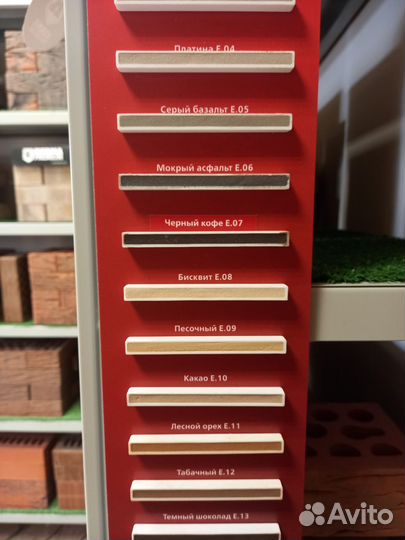 Платина E.04
Серый базальт E.05
Мокрый асфальт E.06
Черный кофе E.07
Бисквит E.08
Песочный E.09
Какао E.10
Лесной орех E.11
Табачный E.12
Темный шоколад E.13
Avito